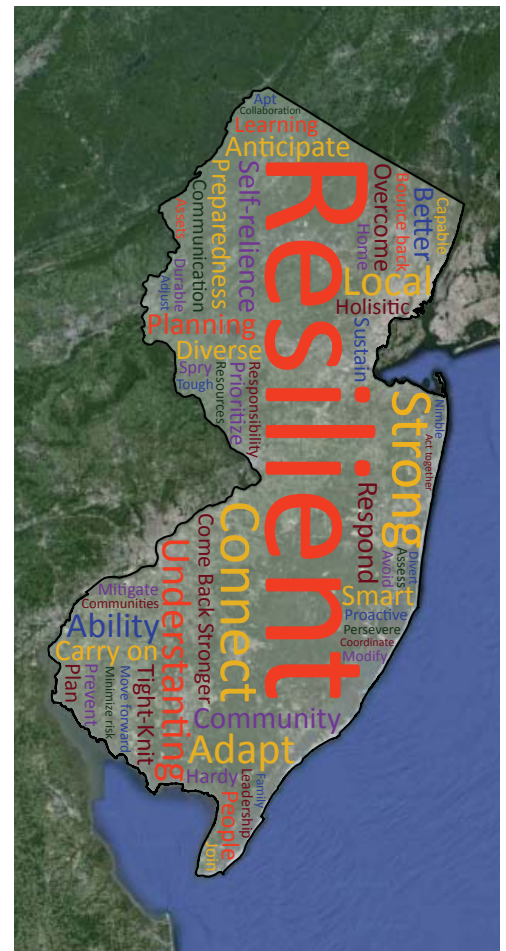 Apt
Collaboration
Learning
Anticipate
Resilient
Self-relience
Preparedness
Communication
Assets
Durable
Adjust
Overcome
Bounce back
Better
Capable
Home
Local
Holisitic
Sustain
Planning
Diverse
Spry
Tough
Resources
Prioritize
Responsibility
Strong
Nimble
Act together
Respond
Avoid
Assess
Divert
Smart
Proactive
Persevere
Coordinate
Modify
Connect
Come Back Stronger
Understanting
Mitigate
Communities
Ability
Carry on
Plan
Prevent
Minimize risk
Move forward
Tight-Knit
Community
Adapt
Hardy
People
Leadership
Family
Join